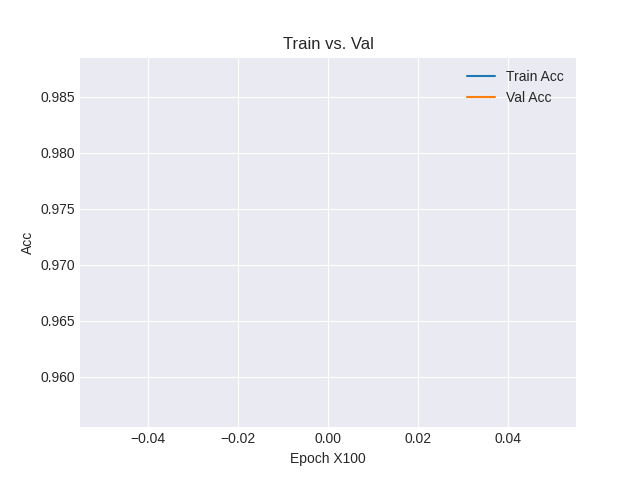 Train vs. Val
Train Acc
Val Acc
0.985
0.980
0.975
0.970
0.965
0.960
Acc
−0.04
−0.02
0.00
0.02
0.04
Epoch X100